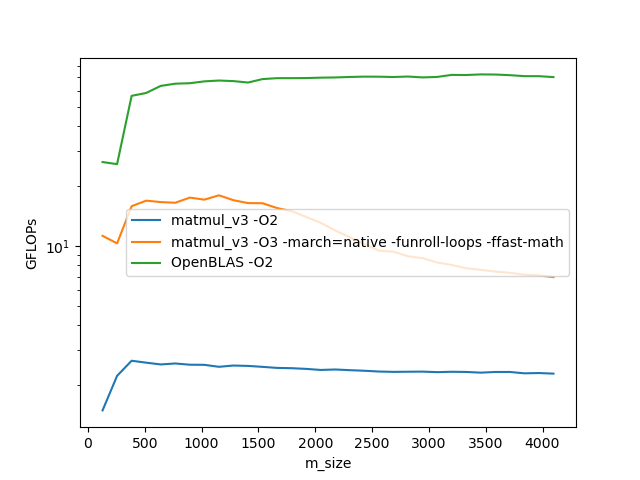 GFLOPs
10¹
matmul_v3 -O2
matmul_v3 -O3 -march=native -funroll-loops -ffast-math
OpenBLAS -O2
0 500 1000 1500 2000 2500 3000 3500 4000
m_size